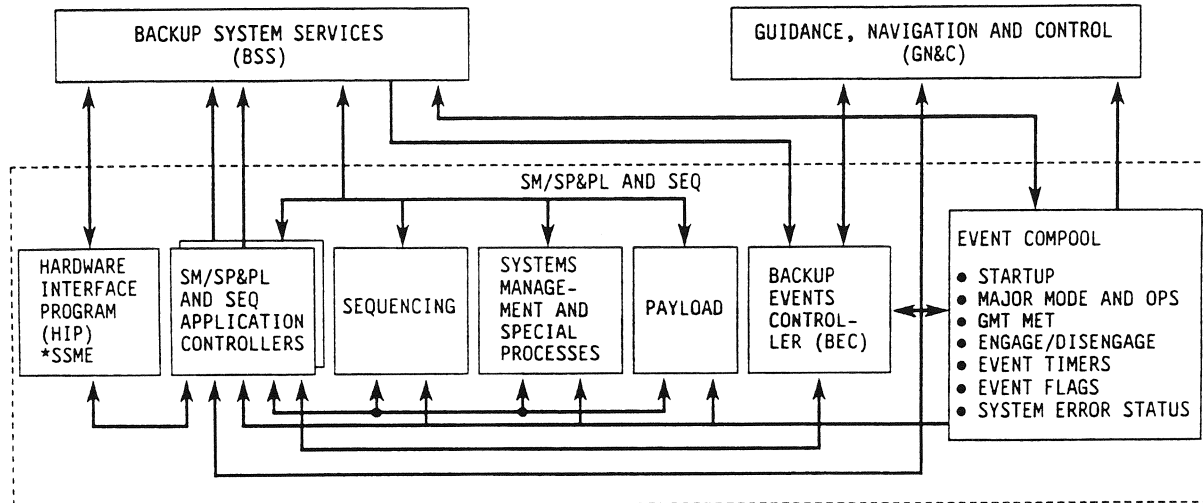 BACKUP SYSTEM SERVICES
(BSS)
GUIDANCE, NAVIGATION AND CONTROL
(GN&C)
SM/SP&PL AND SEQ
HARDWARE
INTERFACE
PROGRAM
(HIP)
*SSME
SM/SP&PL
AND SEQ
APPLICATION
CONTROLLERS
SEQUENCING
SYSTEMS
MANAGE-
MENT AND
SPECIAL
PROCESSES
PAYLOAD
BACKUP
EVENTS
CONTROL-
LER (BEC)
EVENT COMPOOL
● STARTUP
● MAJOR MODE AND OPS
● GMT MET
● ENGAGE/DISENGAGE
● EVENT TIMERS
● EVENT FLAGS
● SYSTEM ERROR STATUS